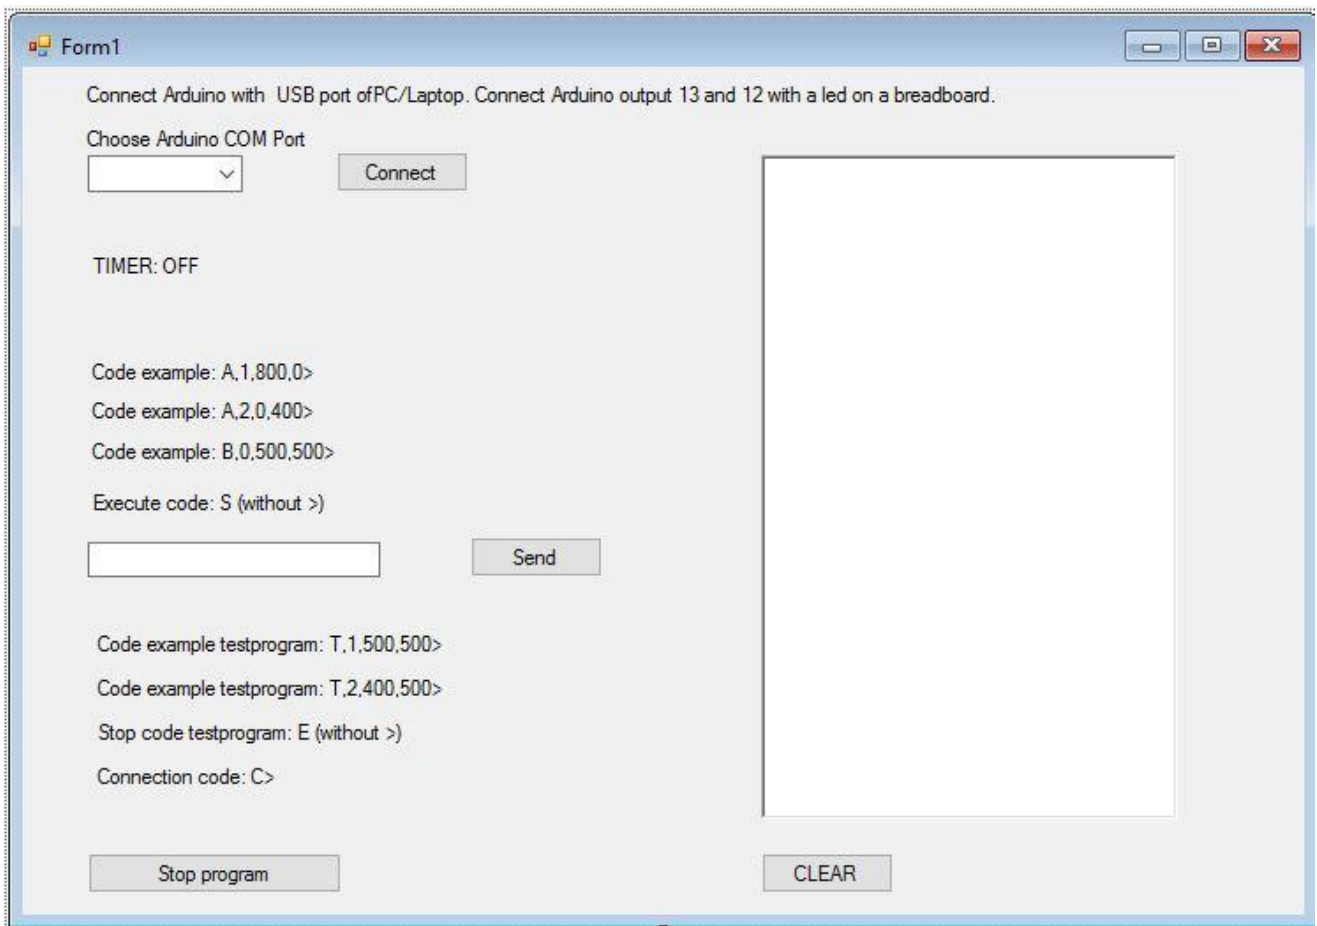 Form1
Connect Arduino with  USB port ofPC/Laptop. Connect Arduino output 13 and 12 with a led on a breadboard.
Choose Arduino COM Port
Connect
TIMER: OFF
Code example: A,1,800,0>
Code example: A,2,0,400>
Code example: B,0,500,500>
Execute code: S (without >)
Send
Code example testprogram: T,1,500,500>
Code example testprogram: T,2,400,500>
Stop code testprogram: E (without >)
Connection code: C>
Stop program
CLEAR